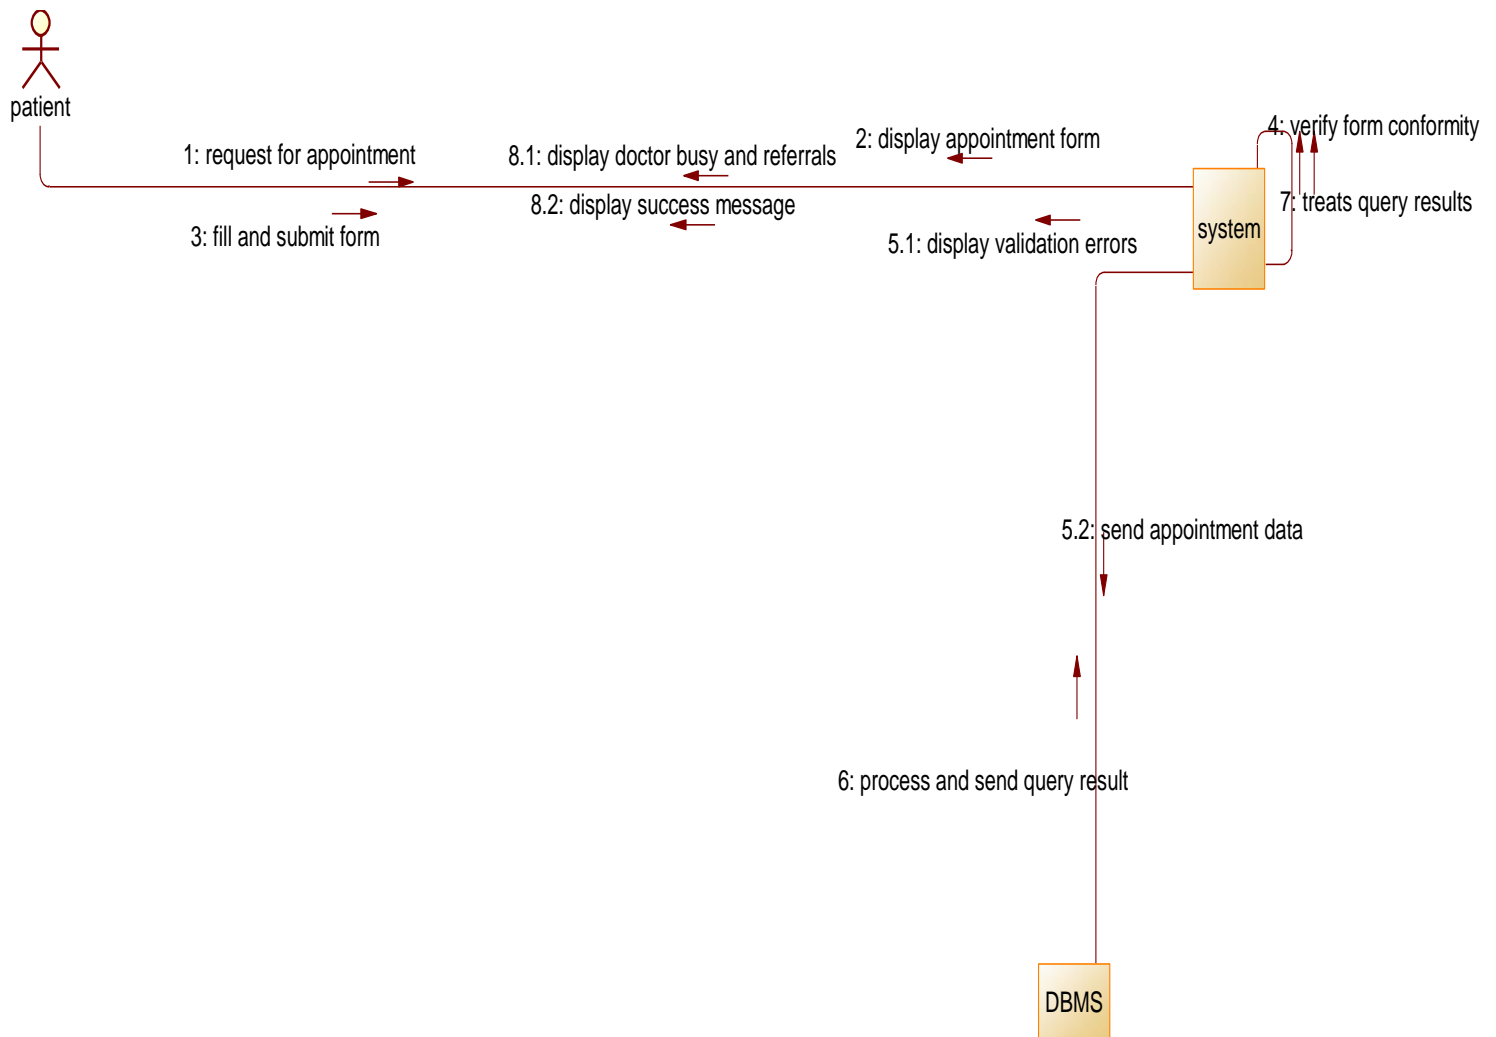 patient
1: request for appointment
8.1: display doctor busy and referrals
2: display appointment form
4: verify form conformity
3: fill and submit form
8.2: display success message
5.1: display validation errors
system
7: treats query results
5.2: send appointment data
6: process and send query result
DBMS